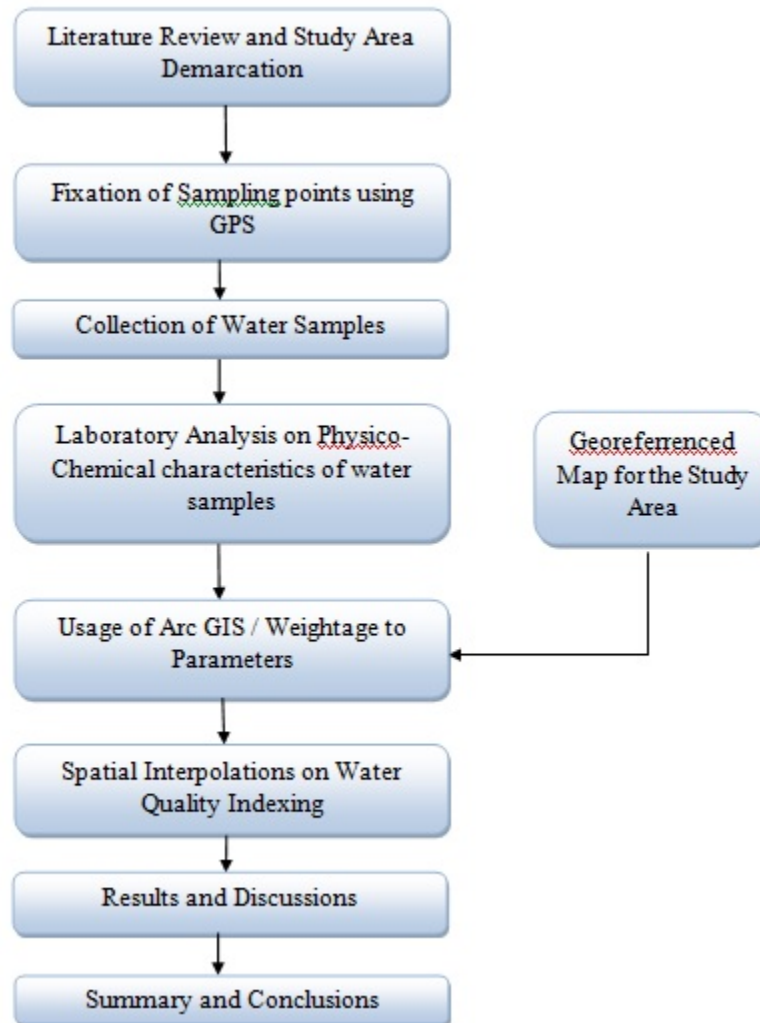 Literature Review and Study Area
Demarcation
Fixation of Sampling points using
GPS
Collection of Water Samples
Laboratory Analysis on Physico-
Chemical characteristics of water
samples
Georeferrenced
Map for the Study
Area
Usage of Arc GIS / Weightage to
Parameters
Spatial Interpolations on Water
Quality Indexing
Results and Discussions
Summary and Conclusions